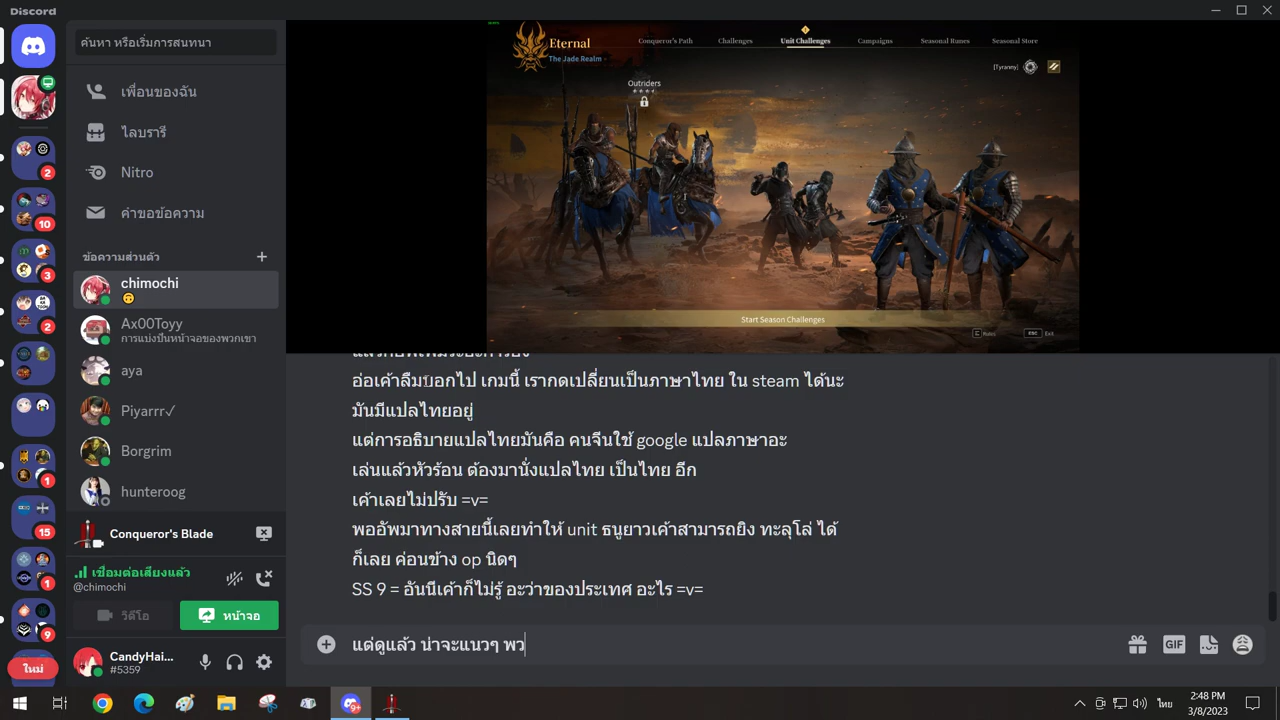 Discord
ค้นหา หรือเริ่มการสนทนา
เพื่อนของฉัน
ไลบรารี
Nitro
คำขอข้อความ
ข้อความส่วนตัว
chimochi
Ax00Toyy
การแบ่งปันหน้าจอของพวกเขา
aya
Piyarrr✓
Borgrim
hunteroog
Conqueror's Blade
เชื่อมต่อเสียงแล้ว
@chimochi
วิดีโอ
หน้าจอ
CandyHai...
#5359
ใหม่
2
10
3
2
1
15
1
9
Eternal
The Jade Realm
Conqueror's Path
Challenges
Unit Challenges
Campaigns
Seasonal Runes
Seasonal Store
[Tyranny]
Outriders
Start Season Challenges
ESC Exit
อ่อเค้าลืมบอกไป เกมนี้ เรากดเปลี่ยนเป็นภาษาไทย ใน steam ได้นะ
มันมีแปลไทยอยู่
แต่การอธิบายแปลไทยมันคือ คนจีนใช้ google แปลภาษาอะ
เล่นแล้วหัวร้อน ต้องมานั่งแปลไทย เป็นไทย อีก
เค้าเลยไม่ปรับ =v=
พออัพมาทางสายนี้เลยทำให้ unit ธนูยาวเค้าสามารถยิง ทะลุโล่ ได้
ก็เลย ค่อนข้าง op นิดๆ
SS 9 = อันนี้เค้าก็ไม่รู้ อะว่าของประเทศ อะไร =v=
แต่ดูแล้ว น่าจะแนวๆ พว
GIF
ไทย
2:48 PM
3/8/2023